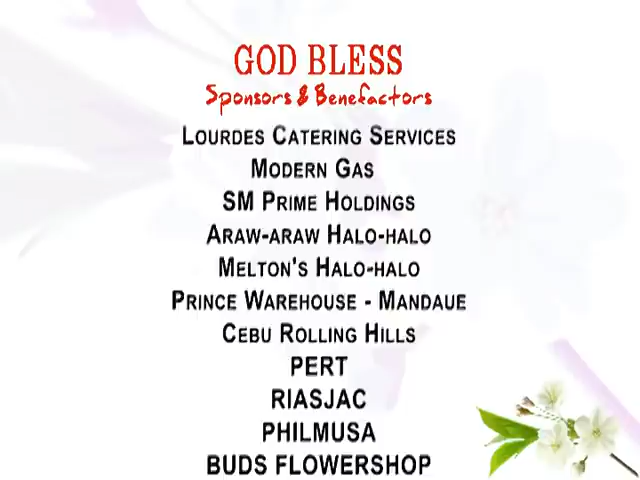 GOD BLESS
Sponsors & Benefactors
LOURDES CATERING SERVICES
MODERN GAS
SM PRIME HOLDINGS
ARAW-ARAW HALO-HALO
MELTON'S HALO-HALO
PRINCE WAREHOUSE - MANDAUE
CEBU ROLLING HILLS
PERT
RIASJAC
PHILMUSA
BUDS FLOWERSHOP